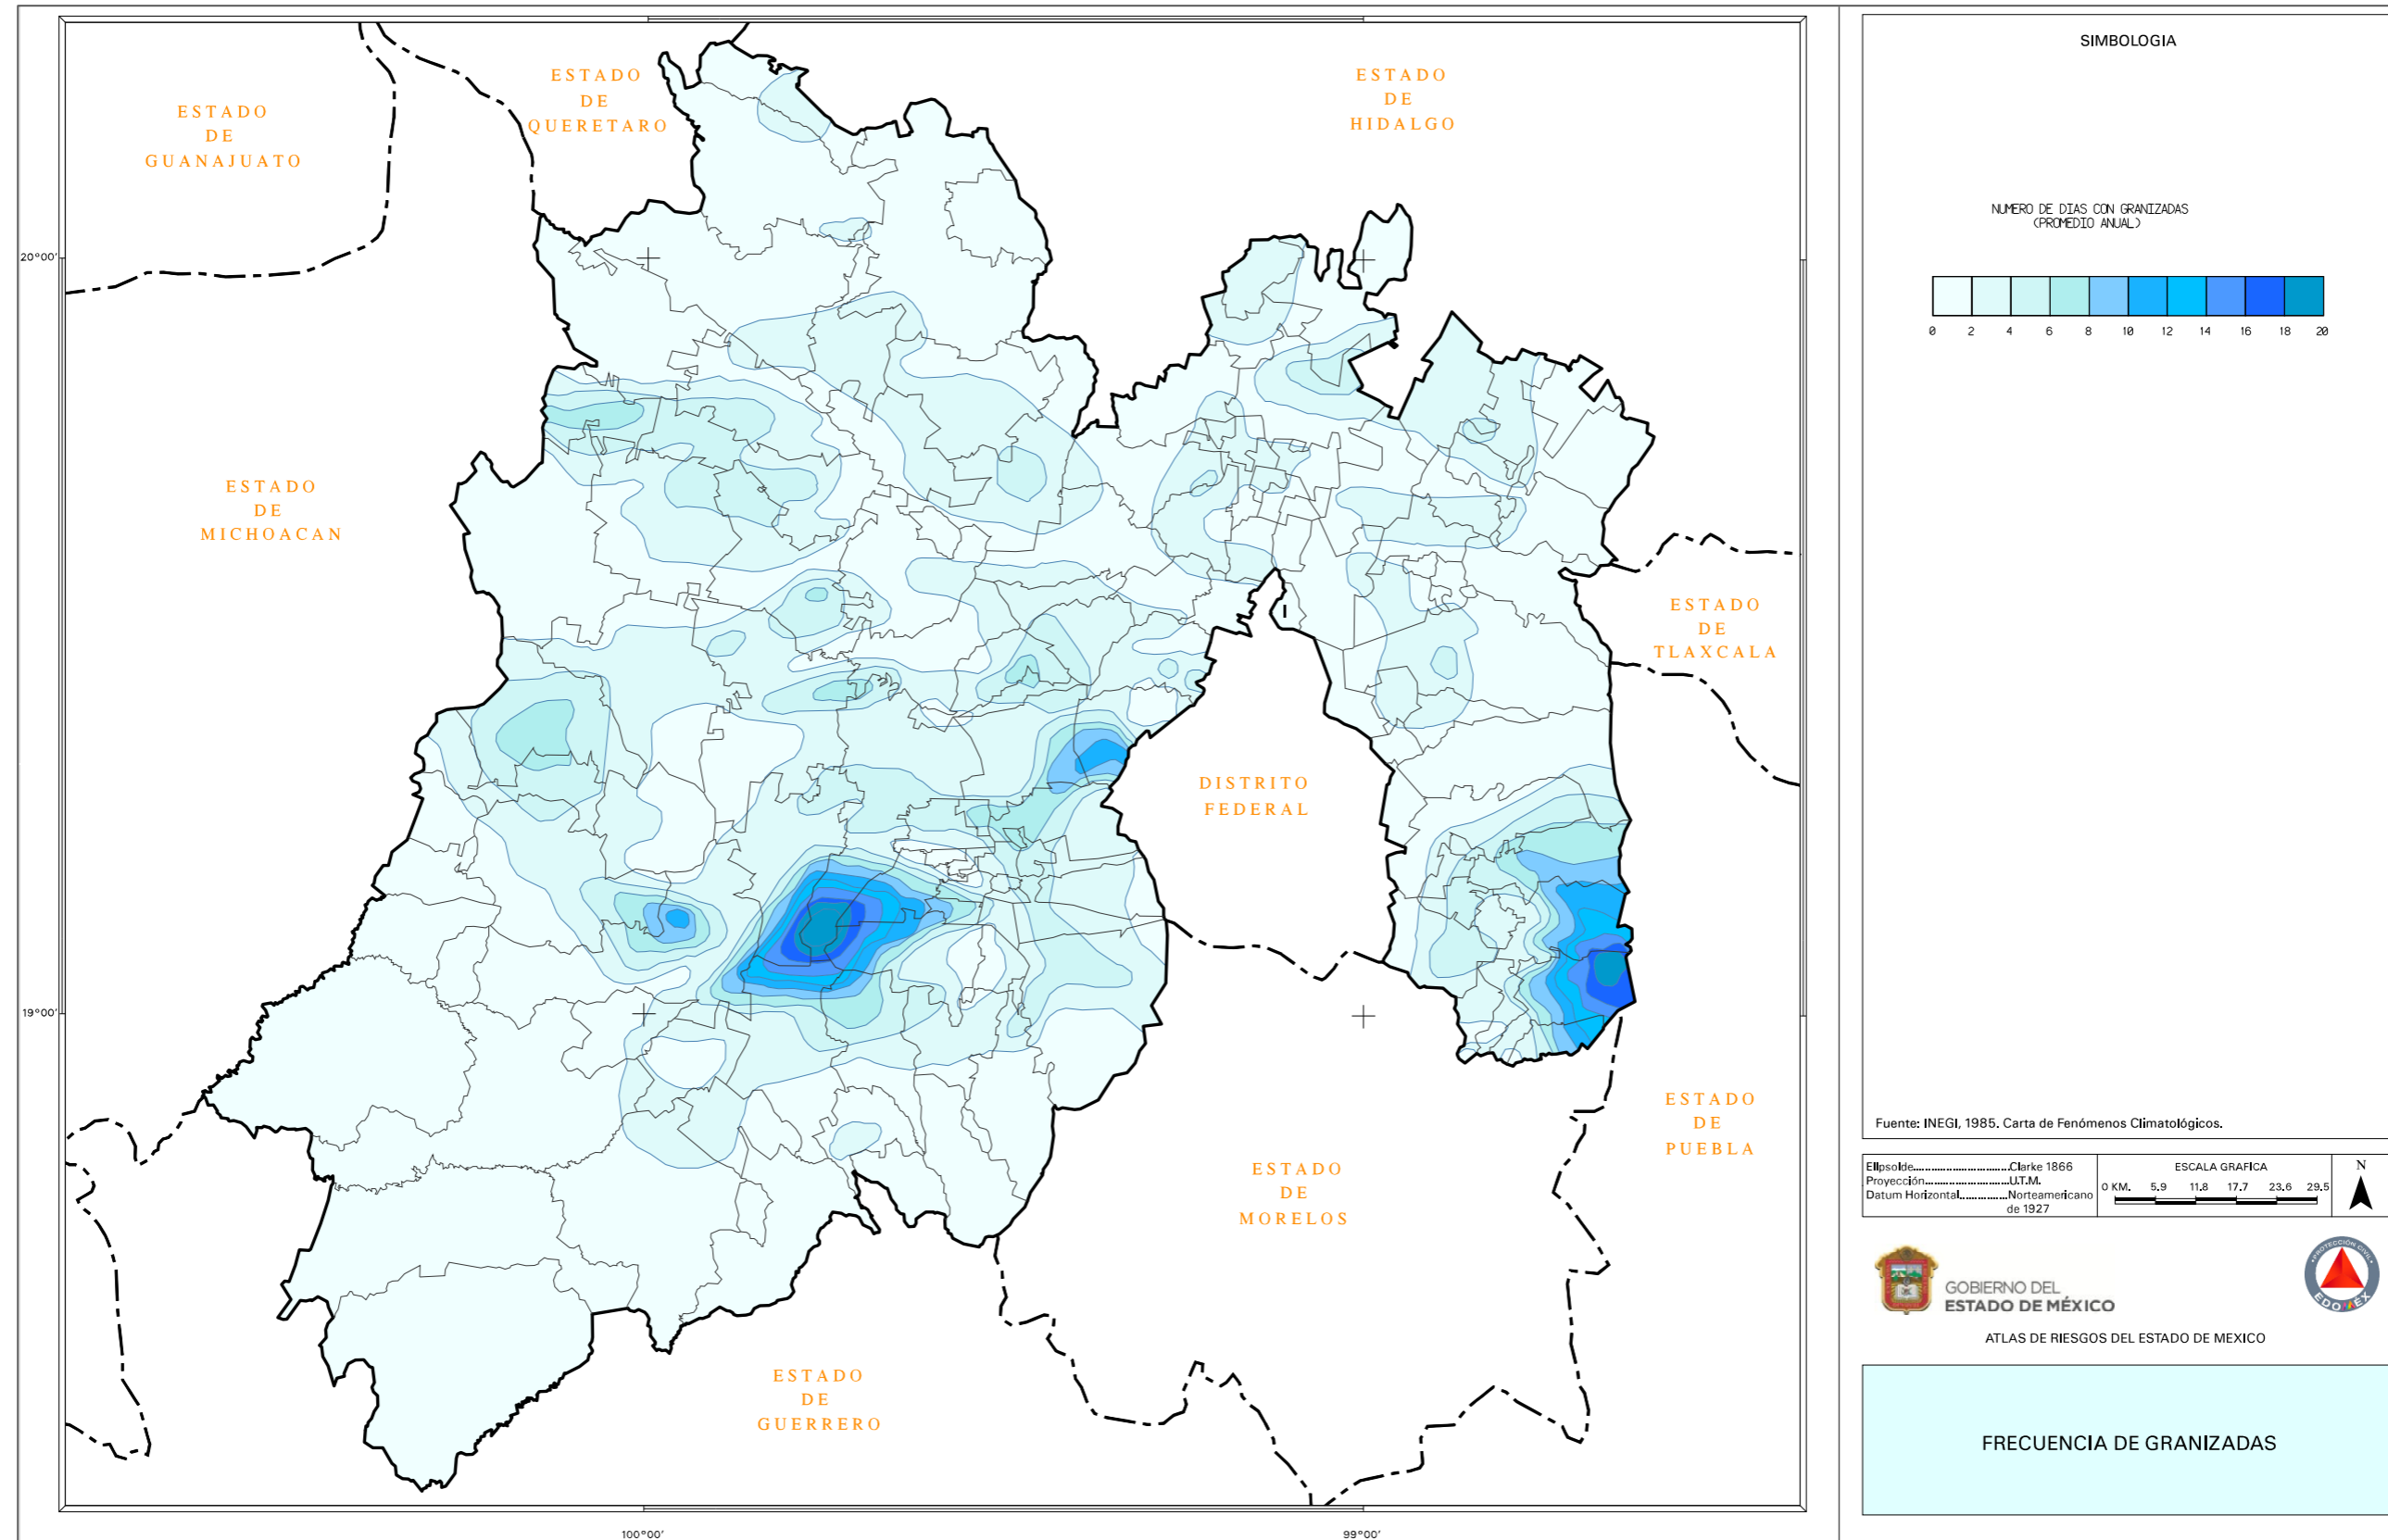 ESTADO
DE
GUANAJUATO
ESTADO
DE
QUERETARO
ESTADO
DE
HIDALGO
20°00'
ESTADO
DE
MICHOACAN
ESTADO
DE
TLAXCALA
DISTRITO
FEDERAL
19°00'
ESTADO
DE
PUEBLA
ESTADO
DE
MORELOS
ESTADO
DE
GUERRERO
100°00'
99°00'
SIMBOLOGIA
NUMERO DE DIAS CON GRANIZADAS
(PROMEDIO ANUAL)
0 2 4 6 8 10 12 14 16 18 20
Fuente: INEGI, 1985. Carta de Fenómenos Climatológicos.
Elipsoide..............................Clarke 1866
Proyección............................U.T.M.
Datum Horizontal...............Norteamericano
de 1927
ESCALA GRAFICA
0 KM. 5.9 11.8 17.7 23.6 29.5
N
GOBIERNO DEL
ESTADO DE MÉXICO
PROTECCIÓN CIVIL
EDOMÉX
ATLAS DE RIESGOS DEL ESTADO DE MEXICO
FRECUENCIA DE GRANIZADAS